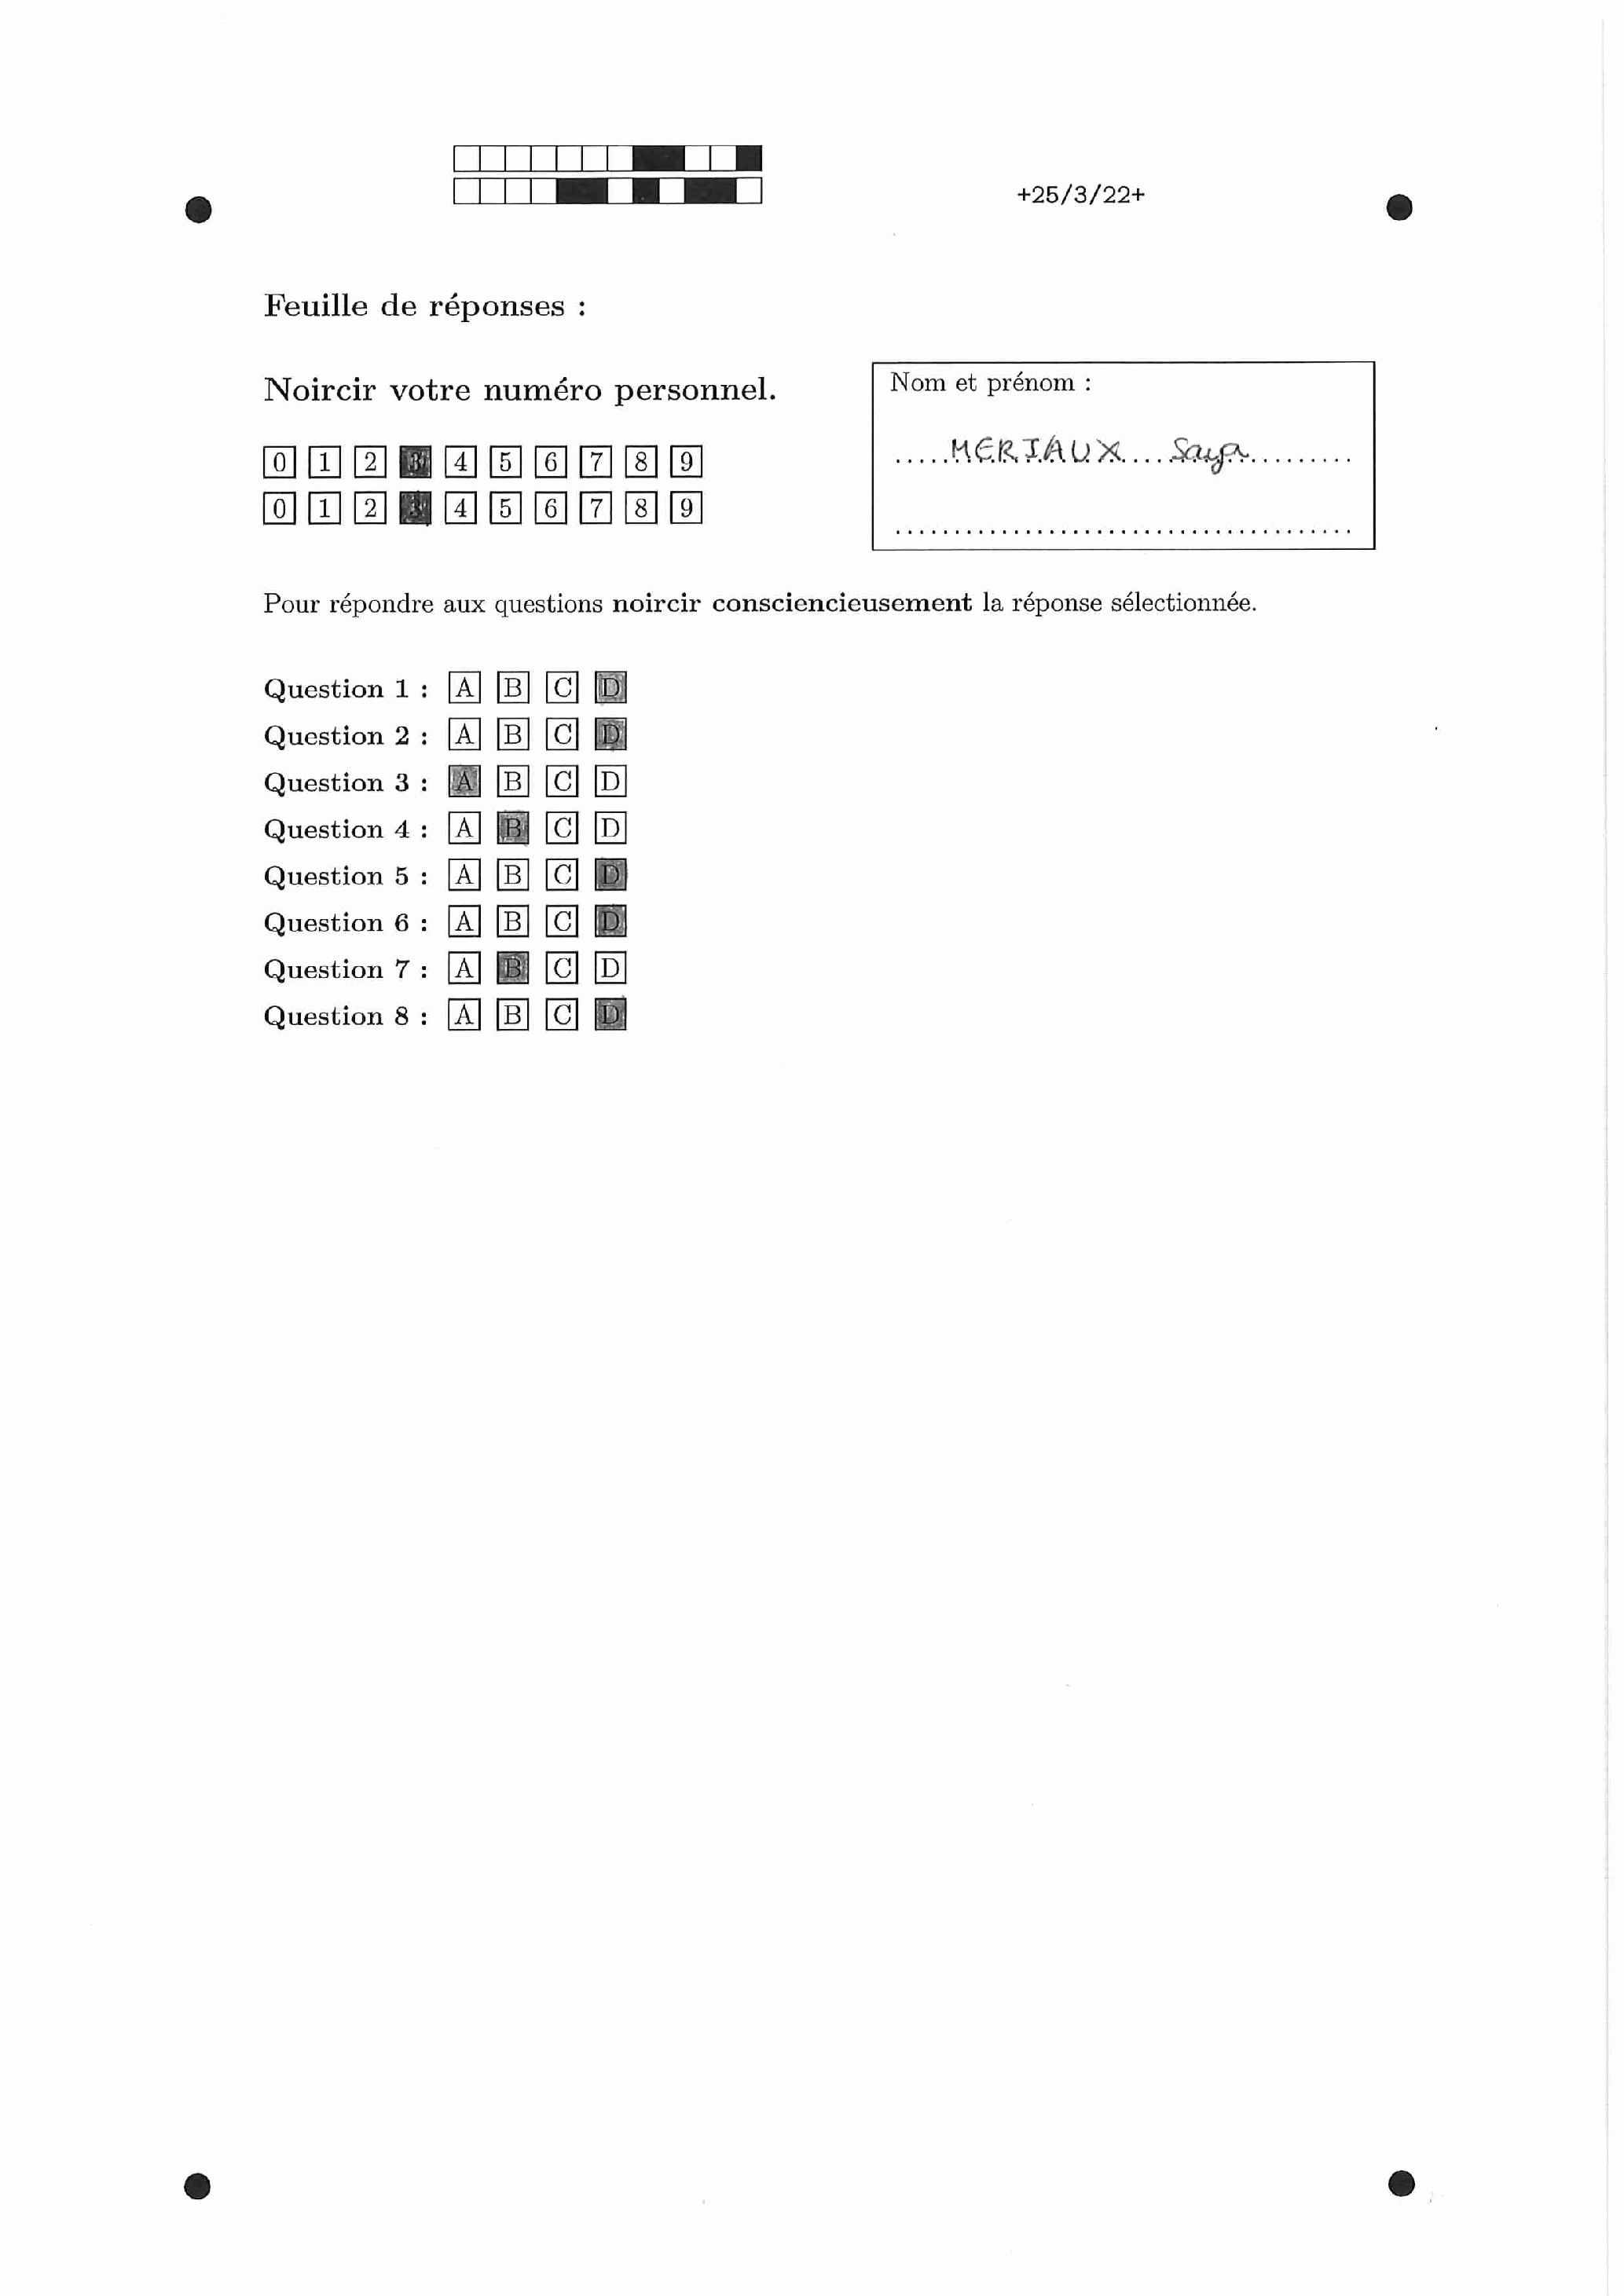 +25/3/22+
Feuille de réponses :
Noircir votre numéro personnel.
Nom et prénom :
MERIAUX Saya
0 1 2 3 4 5 6 7 8 9
0 1 2 3 4 5 6 7 8 9
Pour répondre aux questions noircir consciencieusement la réponse sélectionnée.
Question 1 : A B C D
Question 2 : A B C D
Question 3 : A B C D
Question 4 : A B C D
Question 5 : A B C D
Question 6 : A B C D
Question 7 : A B C D
Question 8 : A B C D